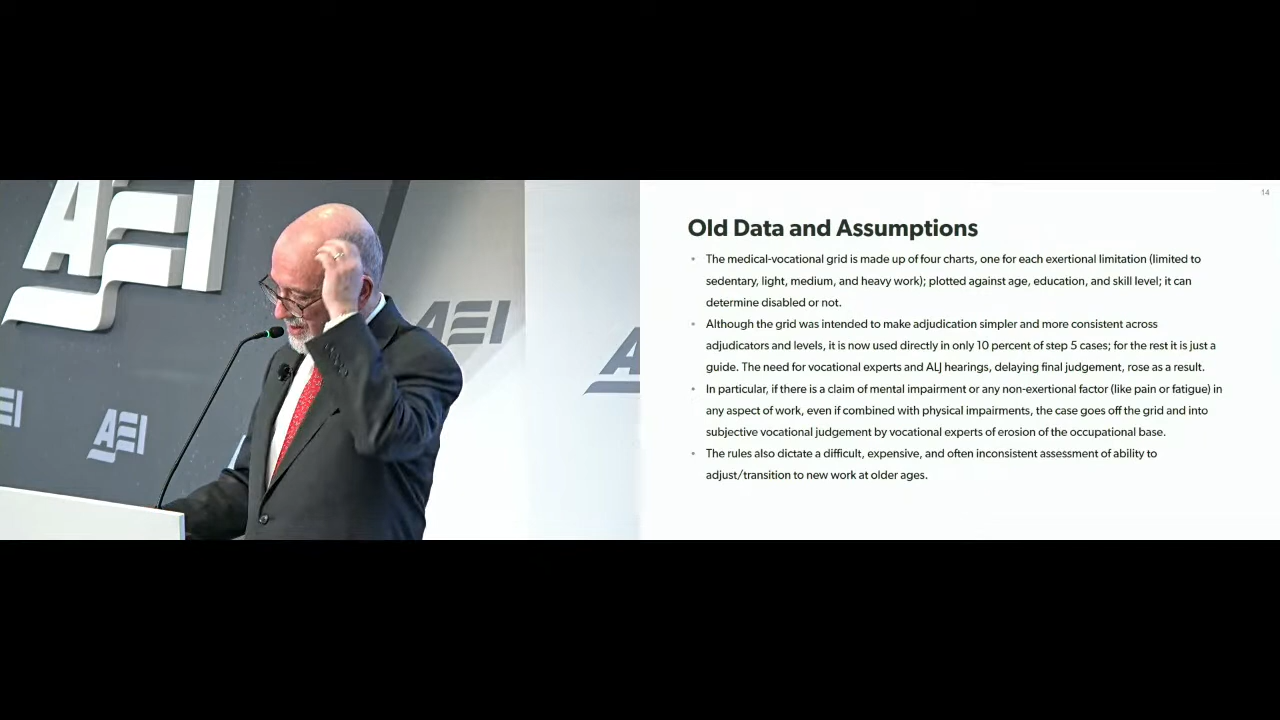 AEI
AEI
AEI
14
Old Data and Assumptions
• The medical-vocational grid is made up of four charts, one for each exertional limitation (limited to
sedentary, light, medium, and heavy work); plotted against age, education, and skill level; it can
determine disabled or not.
• Although the grid was intended to make adjudication simpler and more consistent across
adjudicators and levels, it is now used directly in only 10 percent of step 5 cases; for the rest it is just a
guide. The need for vocational experts and ALJ hearings, delaying final judgement, rose as a result.
• In particular, if there is a claim of mental impairment or any non-exertional factor (like pain or fatigue) in
any aspect of work, even if combined with physical impairments, the case goes off the grid and into
subjective vocational judgement by vocational experts of erosion of the occupational base.
• The rules also dictate a difficult, expensive, and often inconsistent assessment of ability to
adjust/transition to new work at older ages.